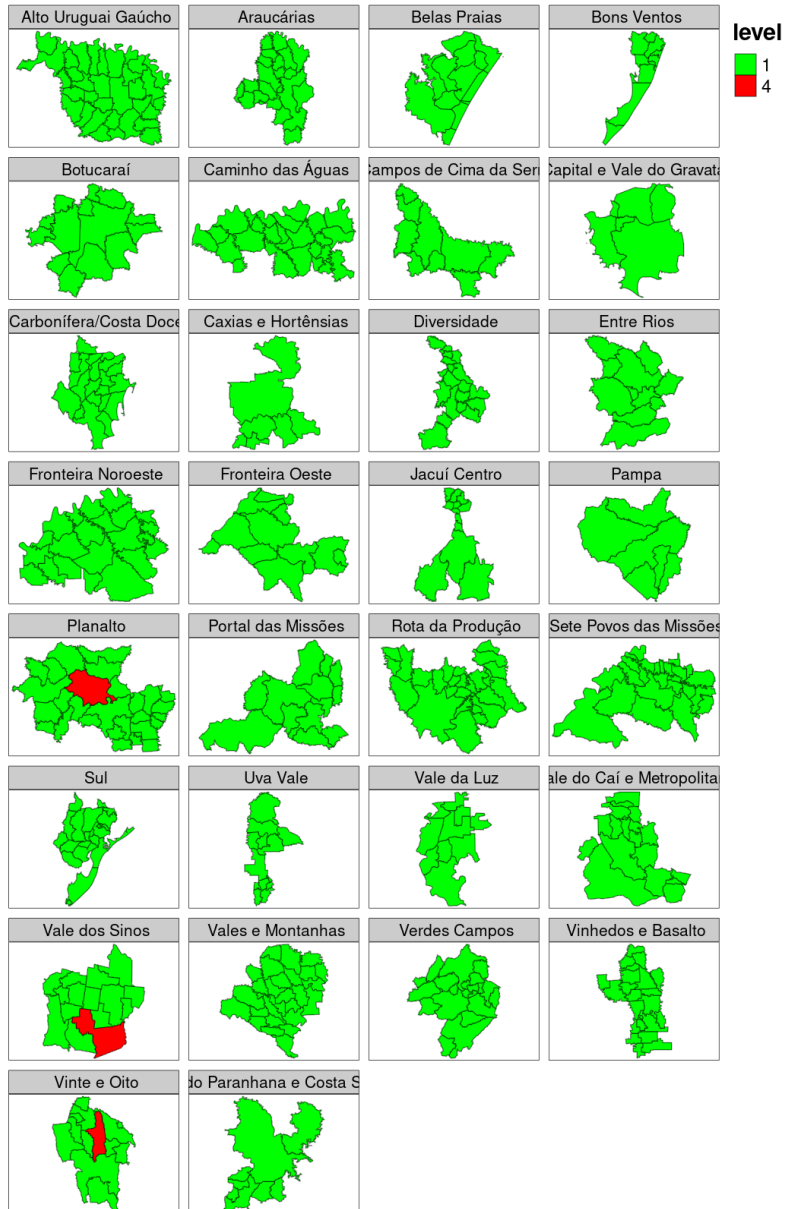 Alto Uruguai Gaúcho
Araucárias
Belas Praias
Bons Ventos
level
1
4
Botucaraí
Caminho das Águas
Campos de Cima da Serr
Capital e Vale do Gravata
Carbonífera/Costa Doce
Caxias e Hortênsias
Diversidade
Entre Rios
Fronteira Noroeste
Fronteira Oeste
Jacuí Centro
Pampa
Planalto
Portal das Missões
Rota da Produção
Sete Povos das Missões
Sul
Uva Vale
Vale da Luz
ale do Caí e Metropolita
Vale dos Sinos
Vales e Montanhas
Verdes Campos
Vinhedos e Basalto
Vinte e Oito
do Paranhana e Costa S